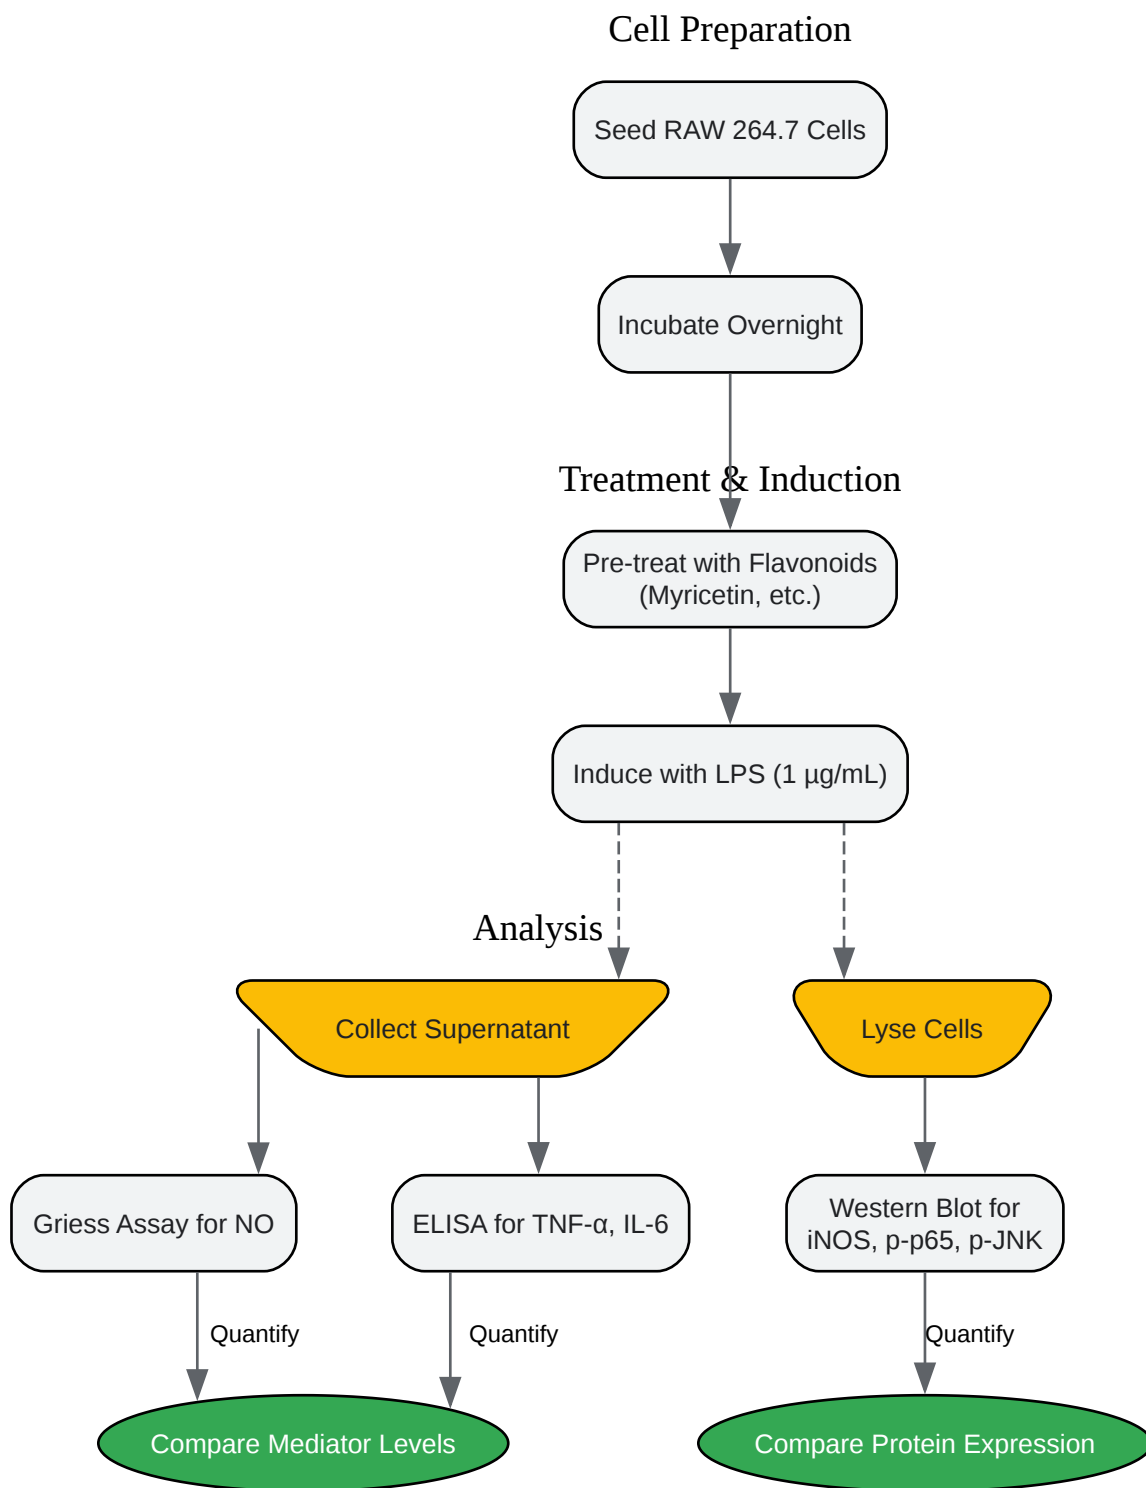 Cell Preparation
Seed RAW 264.7 Cells
Incubate Overnight
Treatment & Induction
Pre-treat with Flavonoids
(Myricetin, etc.)
Induce with LPS (1 µg/mL)
Analysis
Collect Supernatant
Lyse Cells
Griess Assay for NO
ELISA for TNF-α, IL-6
Western Blot for
iNOS, p-p65, p-JNK
Quantify
Quantify
Quantify
Compare Mediator Levels
Compare Protein Expression